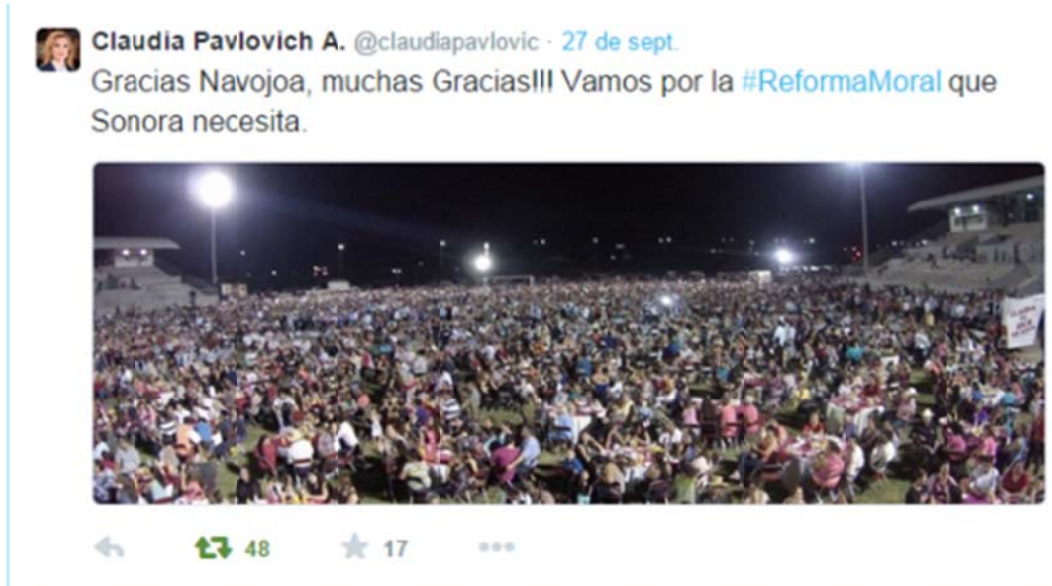 Claudia Pavlovich A. @claudiapavlovic · 27 de sept.
Gracias Navojoa, muchas Gracias!!! Vamos por la #ReformaMoral que
Sonora necesita.
48 17